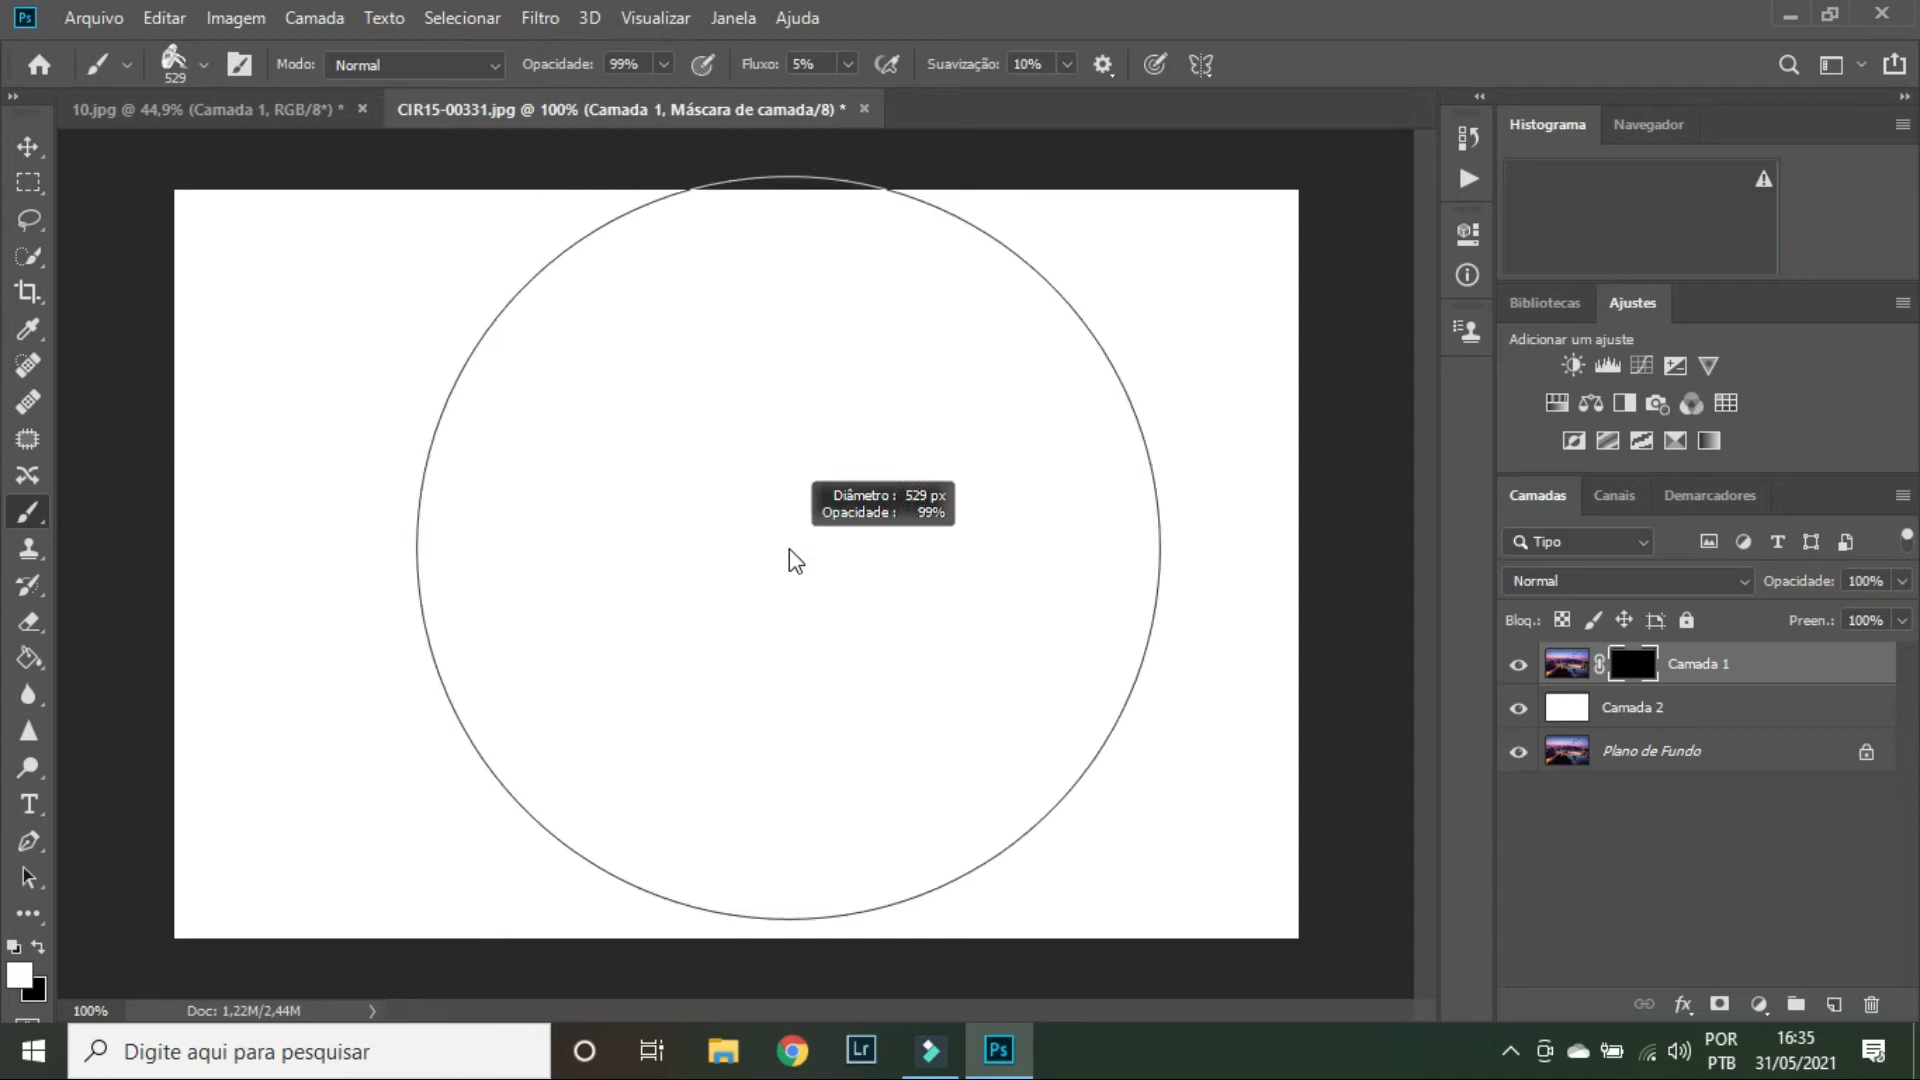 Ps Arquivo Editar Imagem Camada Texto Selecionar Filtro 3D Visualizar Janela Ajuda
529 Modo: Normal Opacidade: 99% Fluxo: 5% Suavização: 10%
10.jpg @ 44,9% (Camada 1, RGB/8*) * CIR15-00331.jpg @ 100% (Camada 1, Máscara de camada/8) *
Histograma Navegador
Bibliotecas Ajustes
Adicionar um ajuste
Diâmetro : 529 px
Opacidade : 99%
Camadas Canais Demarcadores
Tipo
Normal Opacidade: 100%
Bloq.: Preen.: 100%
Camada 1
Camada 2
Plano de Fundo
fx
100% Doc: 1,22M/2,44M
Digite aqui para pesquisar
Lr Ps
POR
PTB
16:35
31/05/2021